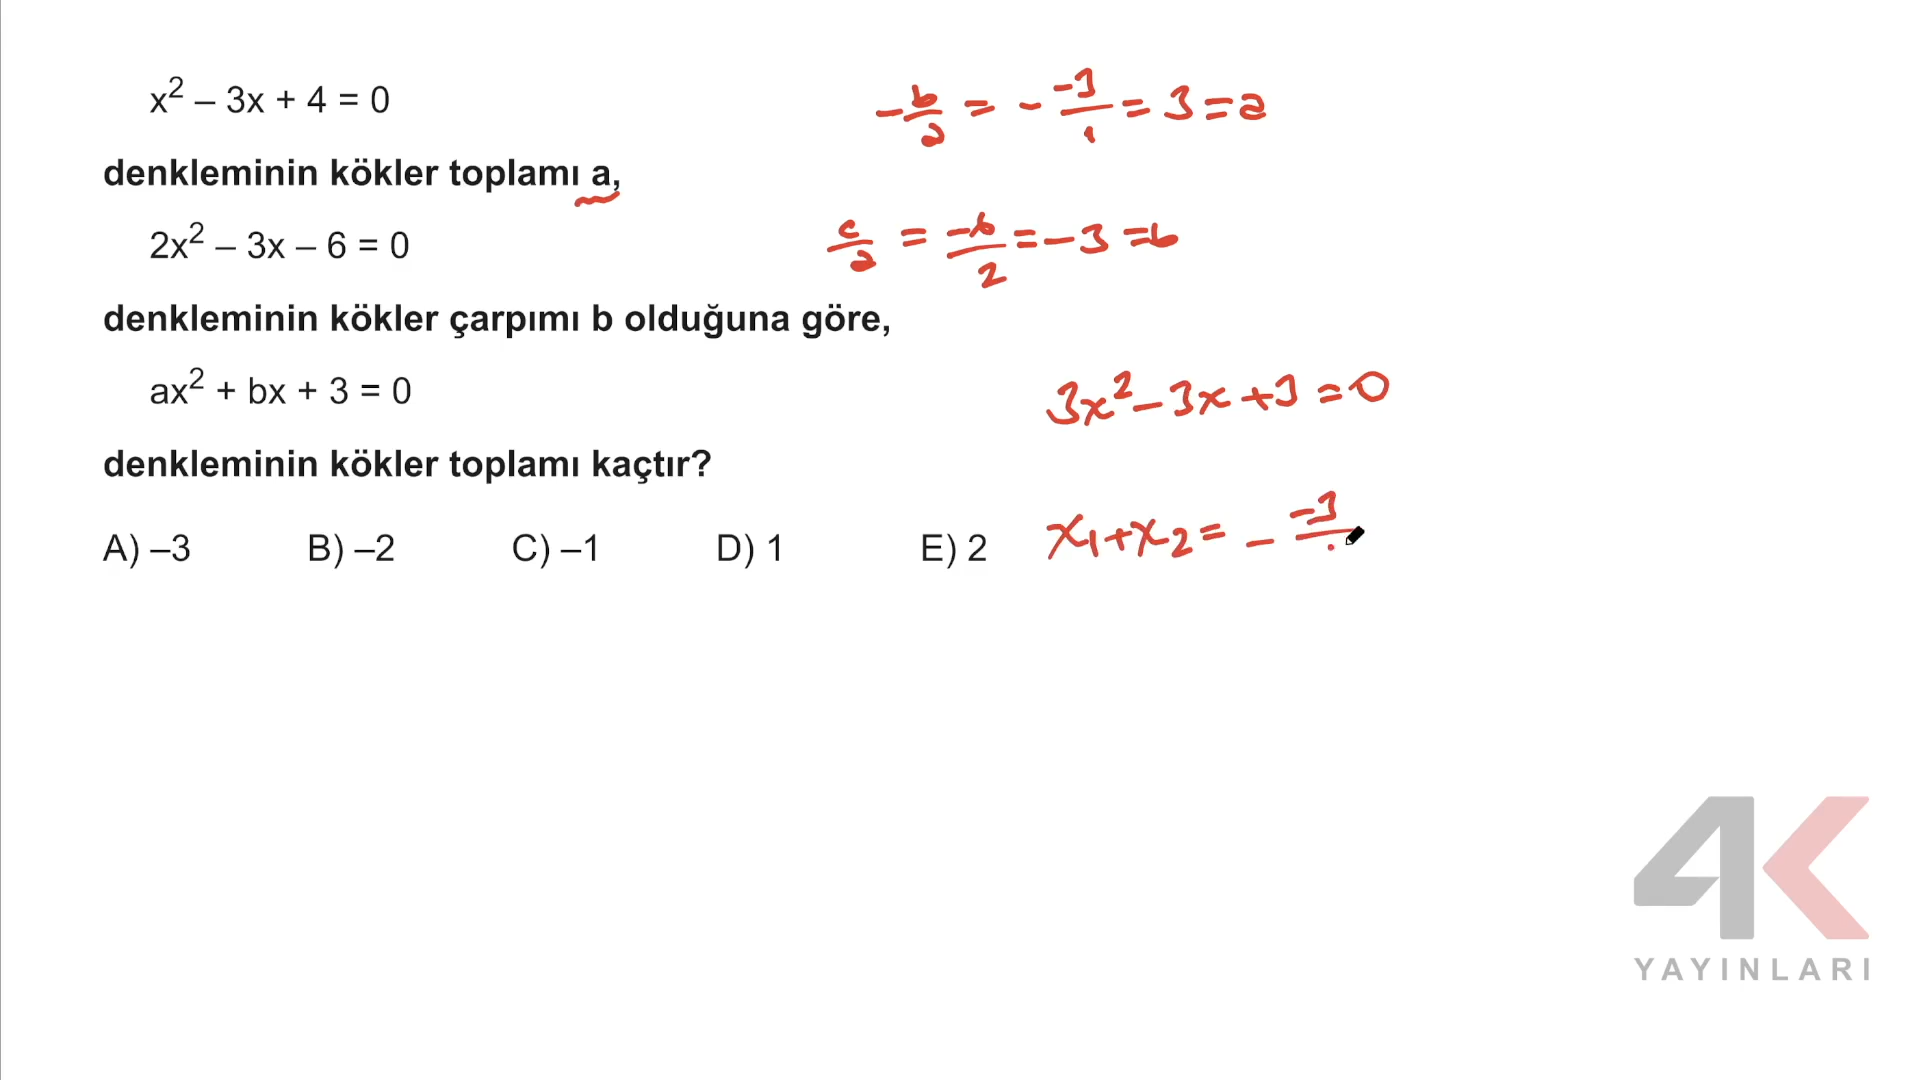 x² – 3x + 4 = 0
denkleminin kökler toplamı a,
2x² – 3x – 6 = 0
denkleminin kökler çarpımı b olduğuna göre,
ax² + bx + 3 = 0
denkleminin kökler toplamı kaçtır?
A) –3 B) –2 C) –1 D) 1 E) 2
-b/a = - -3/1 = 3 = a
c/a = -6/2 = -3 = b
3x² - 3x + 3 = 0
x₁ + x₂ = - -3/
4K
YAYINLARI